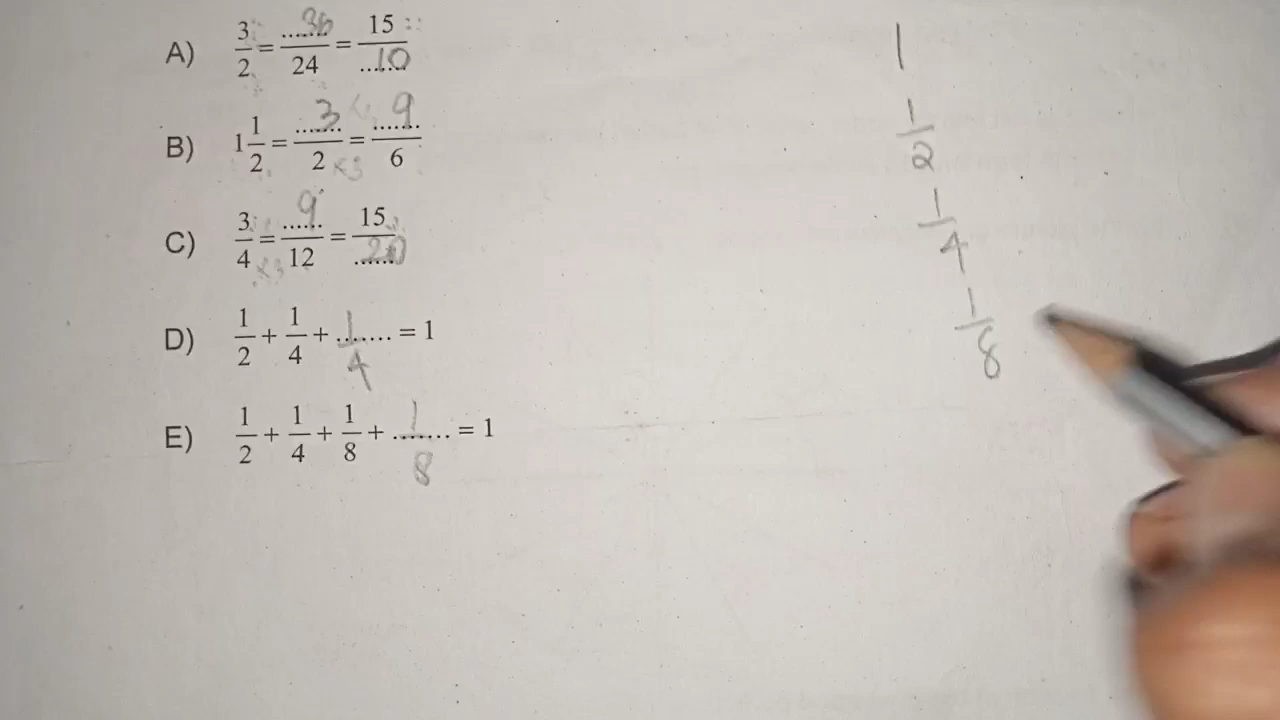 A) 3/2 = 36/24 = 15/10
B) 1 1/2 = 3/2 = 9/6
×3
C) 3/4 = 9/12 = 15/20
×3
D) 1/2 + 1/4 + 1/4 = 1
E) 1/2 + 1/4 + 1/8 + 1/8 = 1
1
1/2
1/4
1/8